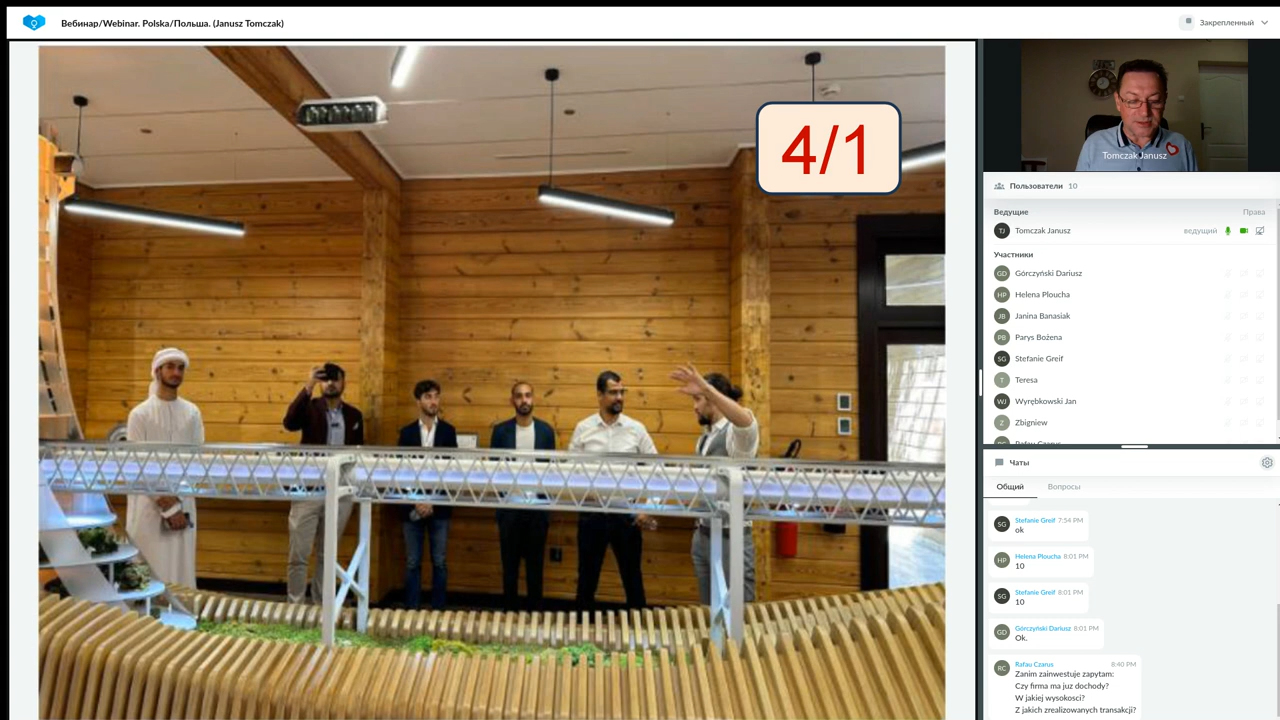 Вебинар/Webinar. Polska/Польша. (Janusz Tomczak)
Закрепленный
4/1
Tomczak Janusz
Пользователи 10
Ведущие Права
TJ Tomczak Janusz ведущий
Участники
GD Górczyński Dariusz
HP Helena Ploucha
JB Janina Banasiak
PB Parys Bożena
SG Stefanie Greif
T Teresa
WJ Wyrębkowski Jan
Z Zbigniew
Чаты
Общий Вопросы
SG Stefanie Greif 7:54 PM
ok
HP Helena Ploucha 8:01 PM
10
SG Stefanie Greif 8:01 PM
10
GD Górczyński Dariusz 8:01 PM
Ok.
RC Rafau Czarus 8:40 PM
Zanim zainwestuje zapytam:
Czy firma ma juz dochody?
W jakiej wysokosci?
Z jakich zrealizowanych transakcji?